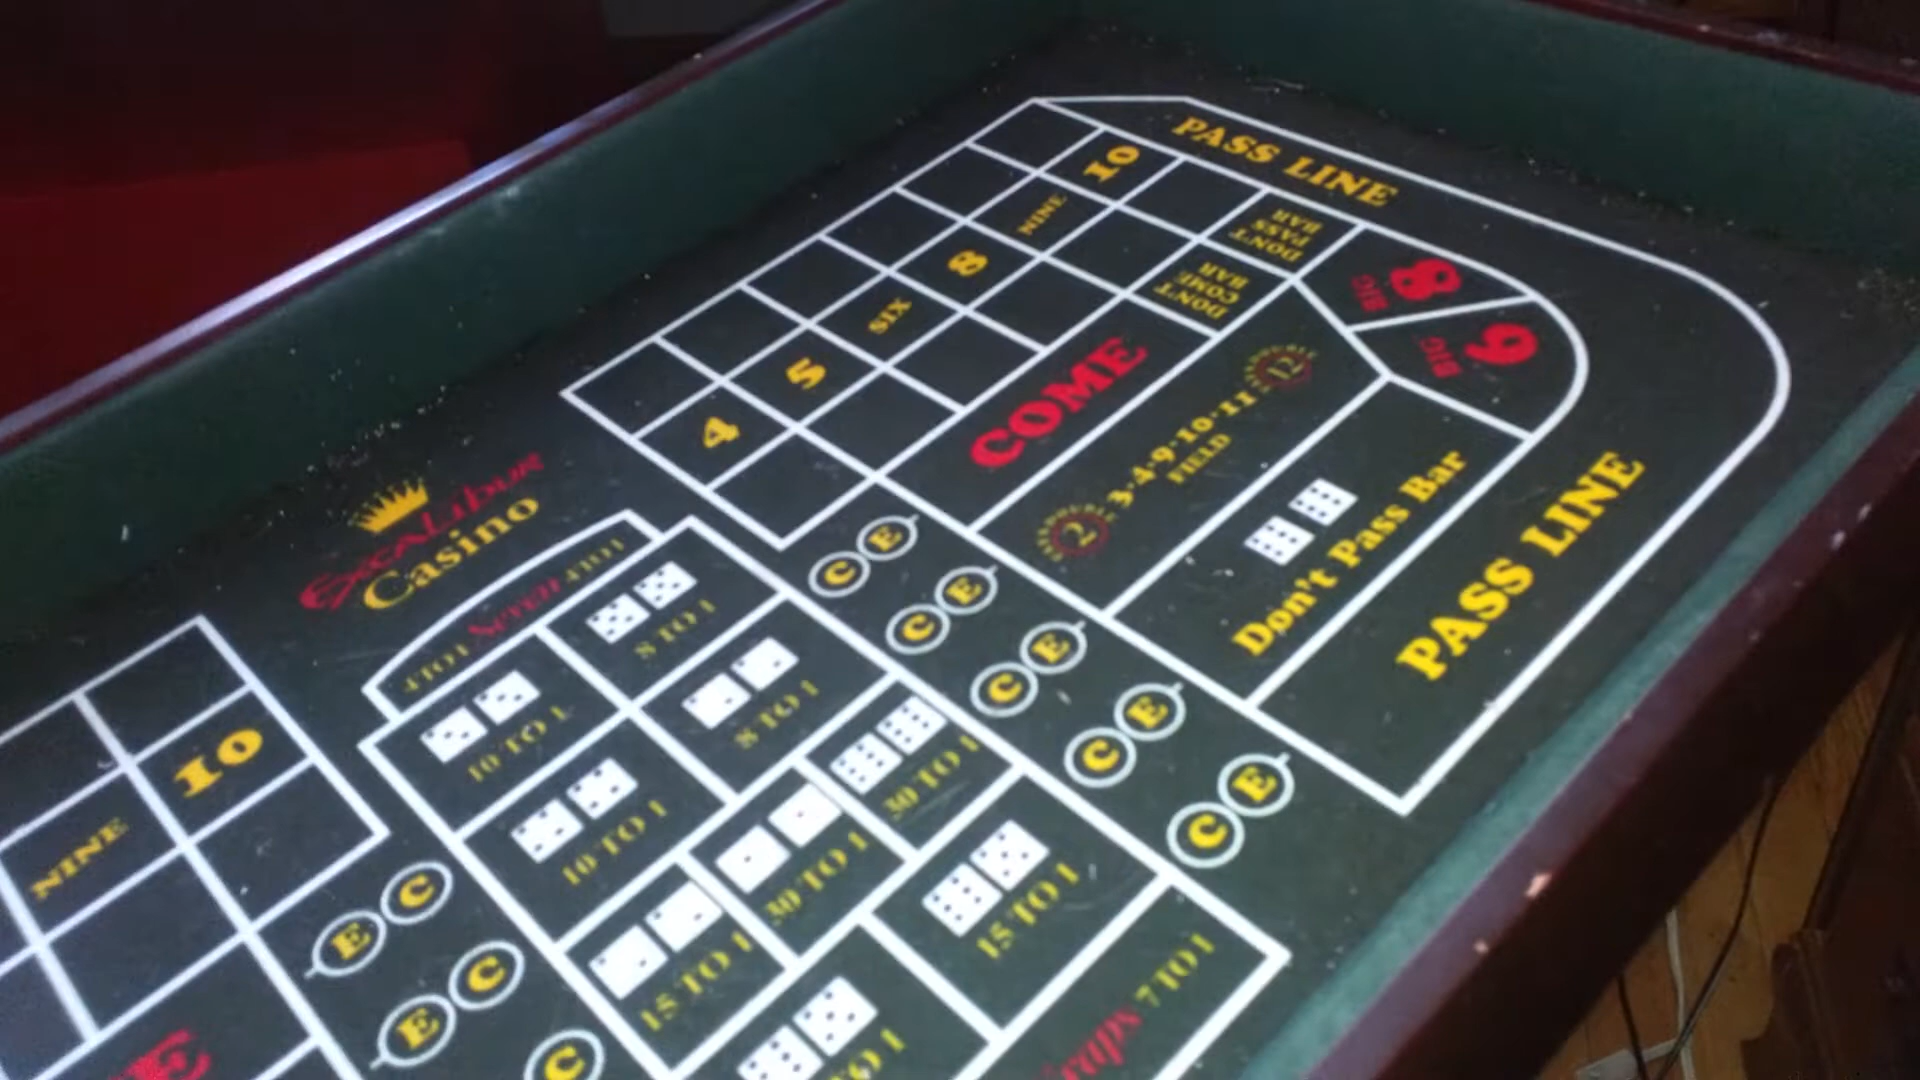 PASS LINE
10
NINE
8
SIX
5
4
DON'T
PASS
BAR
DON'T
COME
BAR
BIG 8
BIG 6
COME
2 3·4·9·10·11 12
FIELD
Don't Pass Bar
PASS LINE
Excalibur
Casino
4 TO 1 SEVEN 4 TO 1
8 TO 1
10 TO 1
8 TO 1
10 TO 1
30 TO 1
30 TO 1
15 TO 1
15 TO 1
TO 1
7 TO 1
C E
C E
C E
C E
C E
10
NINE
E C
E C
C
E